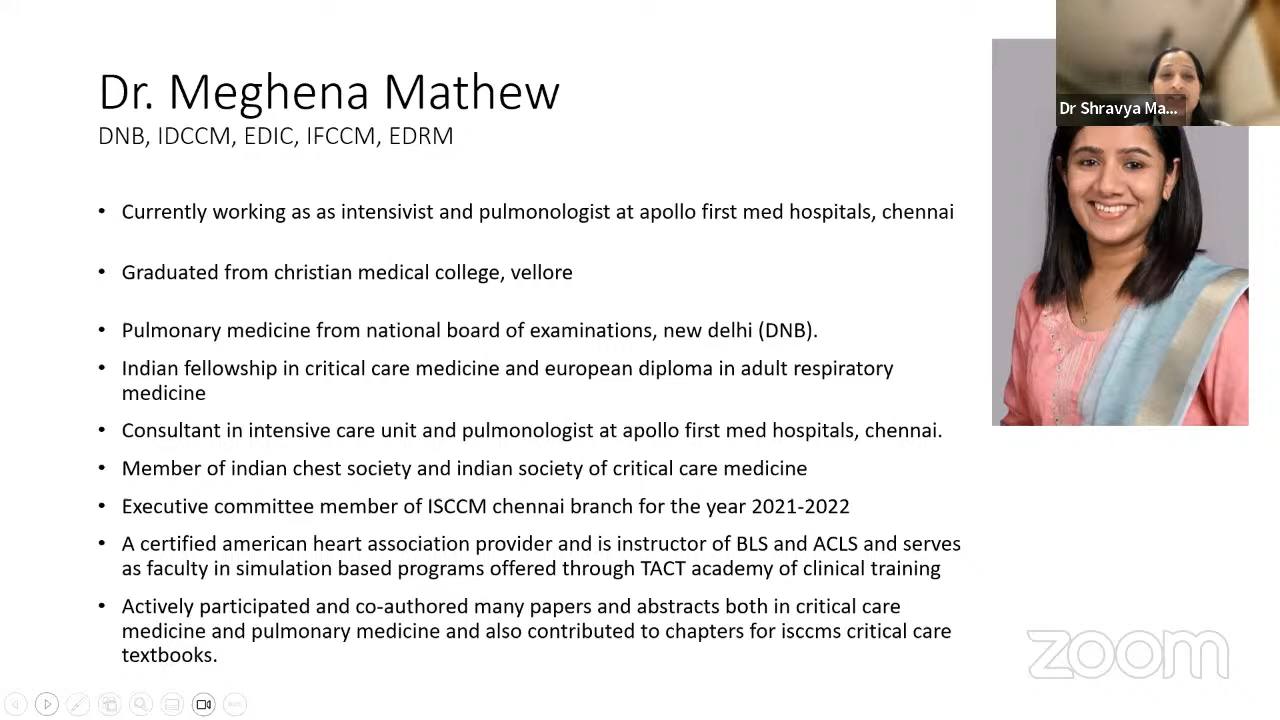 Dr. Meghena Mathew
DNB, IDCCM, EDIC, IFCCM, EDRM
Dr Shravya Ma...
• Currently working as as intensivist and pulmonologist at apollo first med hospitals, chennai
• Graduated from christian medical college, vellore
• Pulmonary medicine from national board of examinations, new delhi (DNB).
• Indian fellowship in critical care medicine and european diploma in adult respiratory
medicine
• Consultant in intensive care unit and pulmonologist at apollo first med hospitals, chennai.
• Member of indian chest society and indian society of critical care medicine
• Executive committee member of ISCCM chennai branch for the year 2021-2022
• A certified american heart association provider and is instructor of BLS and ACLS and serves
as faculty in simulation based programs offered through TACT academy of clinical training
• Actively participated and co-authored many papers and abstracts both in critical care
medicine and pulmonary medicine and also contributed to chapters for isccms critical care
textbooks.
zoom